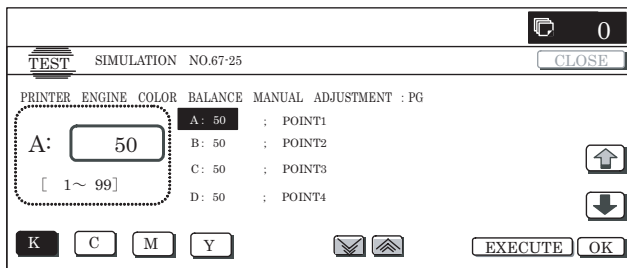 0
TEST SIMULATION NO.67-25 CLOSE
PRINTER ENGINE COLOR BALANCE MANUAL ADJUSTMENT : PG
A: 50
[ 1～ 99]
A: 50 ; POINT1
B: 50 ; POINT2
C: 50 ; POINT3
D: 50 ; POINT4
K C M Y EXECUTE OK